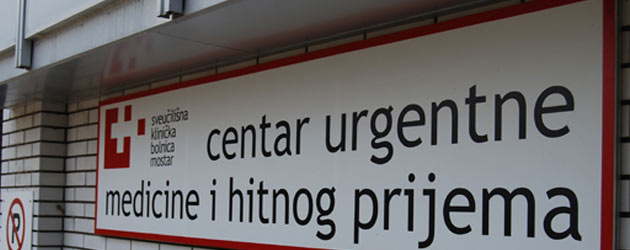 sveučilišna
klinička
bolnica
mostar
centar urgentne
medicine i hitnog prijema